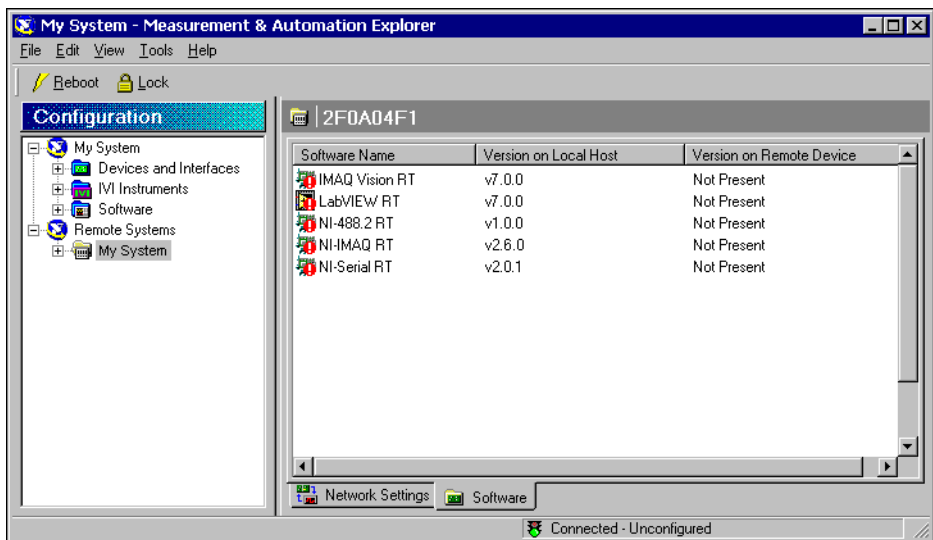 My System - Measurement & Automation Explorer
File Edit View Tools Help
Reboot Lock
Configuration
My System
Devices and Interfaces
IVI Instruments
Software
Remote Systems
My System
2F0A04F1
Software Name Version on Local Host Version on Remote Device
IMAQ Vision RT v7.0.0 Not Present
LabVIEW RT v7.0.0 Not Present
NI-488.2 RT v1.0.0 Not Present
NI-IMAQ RT v2.6.0 Not Present
NI-Serial RT v2.0.1 Not Present
Network Settings Software
Connected - Unconfigured